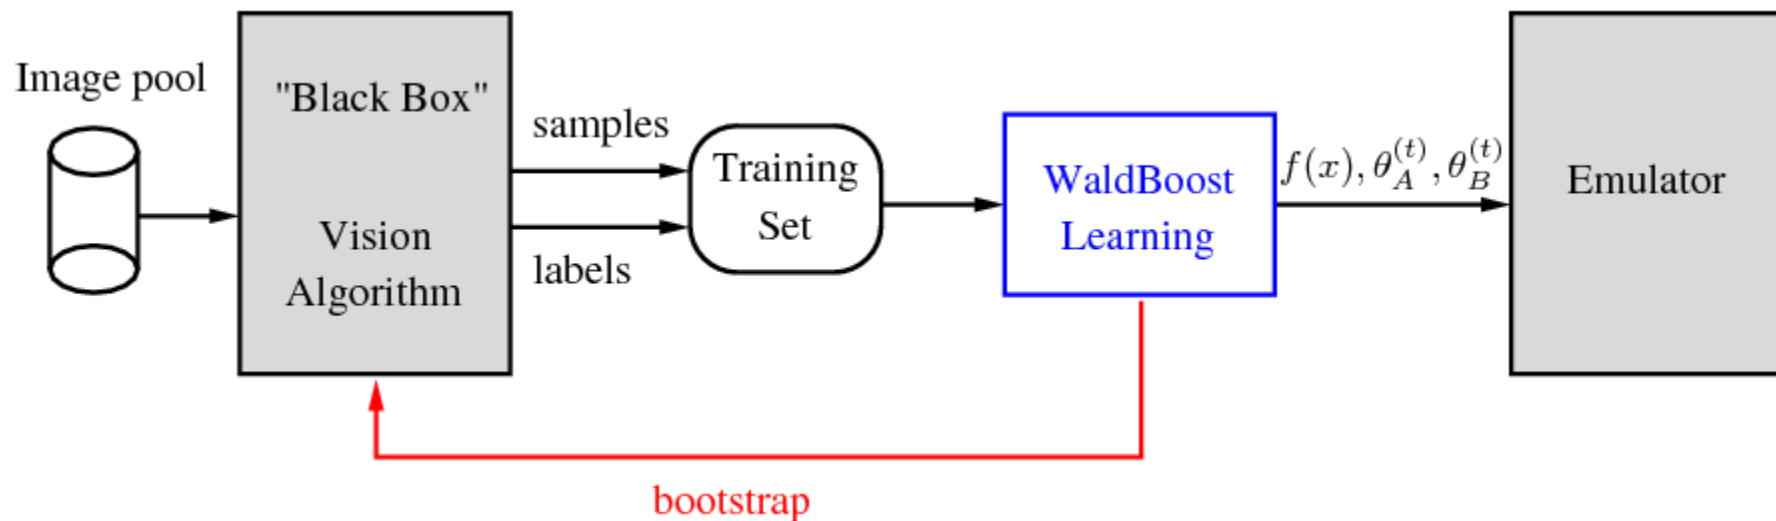 Image pool
"Black Box"
Vision
Algorithm
samples
labels
Training
Set
WaldBoost
Learning
f(x), θ_A^{(t)}, θ_B^{(t)}
Emulator
bootstrap